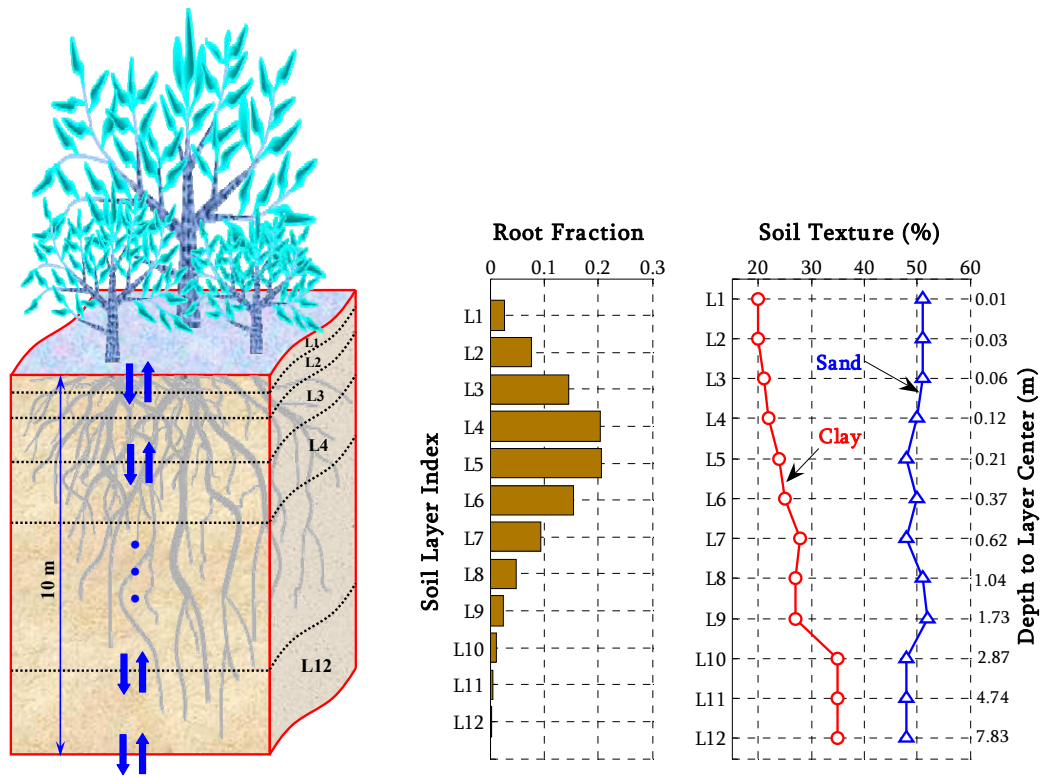 L1
L2
L3
L4
L12
10 m
Root Fraction
0 0.1 0.2 0.3
Soil Layer Index
L1
L2
L3
L4
L5
L6
L7
L8
L9
L10
L11
L12
Soil Texture (%)
20 30 40 50 60
L1 0.01
L2 0.03
L3 0.06
L4 0.12
L5 0.21
L6 0.37
L7 0.62
L8 1.04
L9 1.73
L10 2.87
L11 4.74
L12 7.83
Sand
Clay
Depth to Layer Center (m)